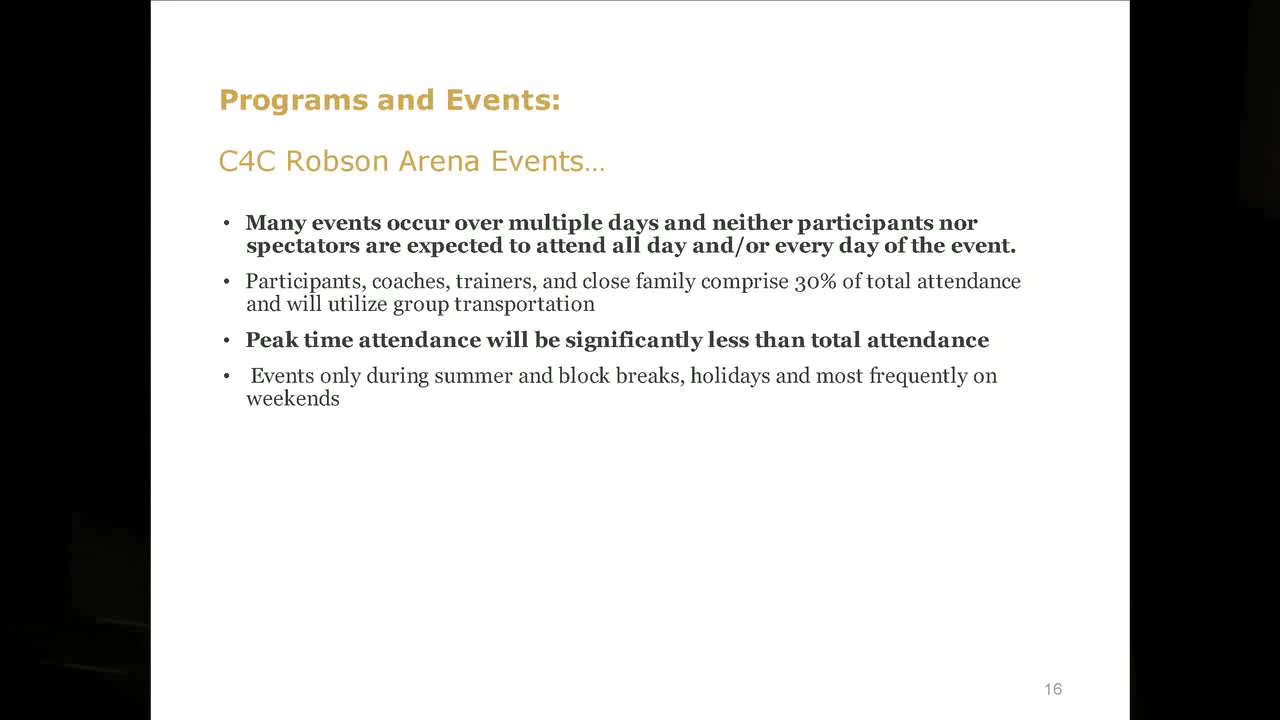 Programs and Events:
C4C Robson Arena Events…
• Many events occur over multiple days and neither participants nor
spectators are expected to attend all day and/or every day of the event.
• Participants, coaches, trainers, and close family comprise 30% of total attendance
and will utilize group transportation
• Peak time attendance will be significantly less than total attendance
• Events only during summer and block breaks, holidays and most frequently on
weekends
16